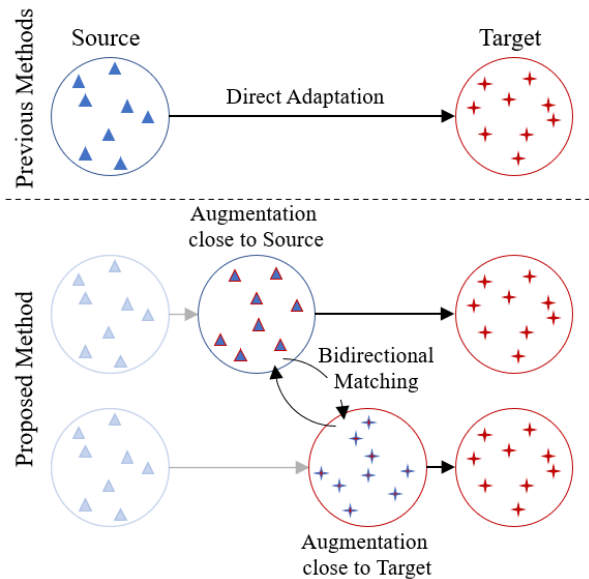 Previous Methods
Source
Target
Direct Adaptation
Proposed Method
Augmentation
close to Source
Bidirectional
Matching
Augmentation
close to Target